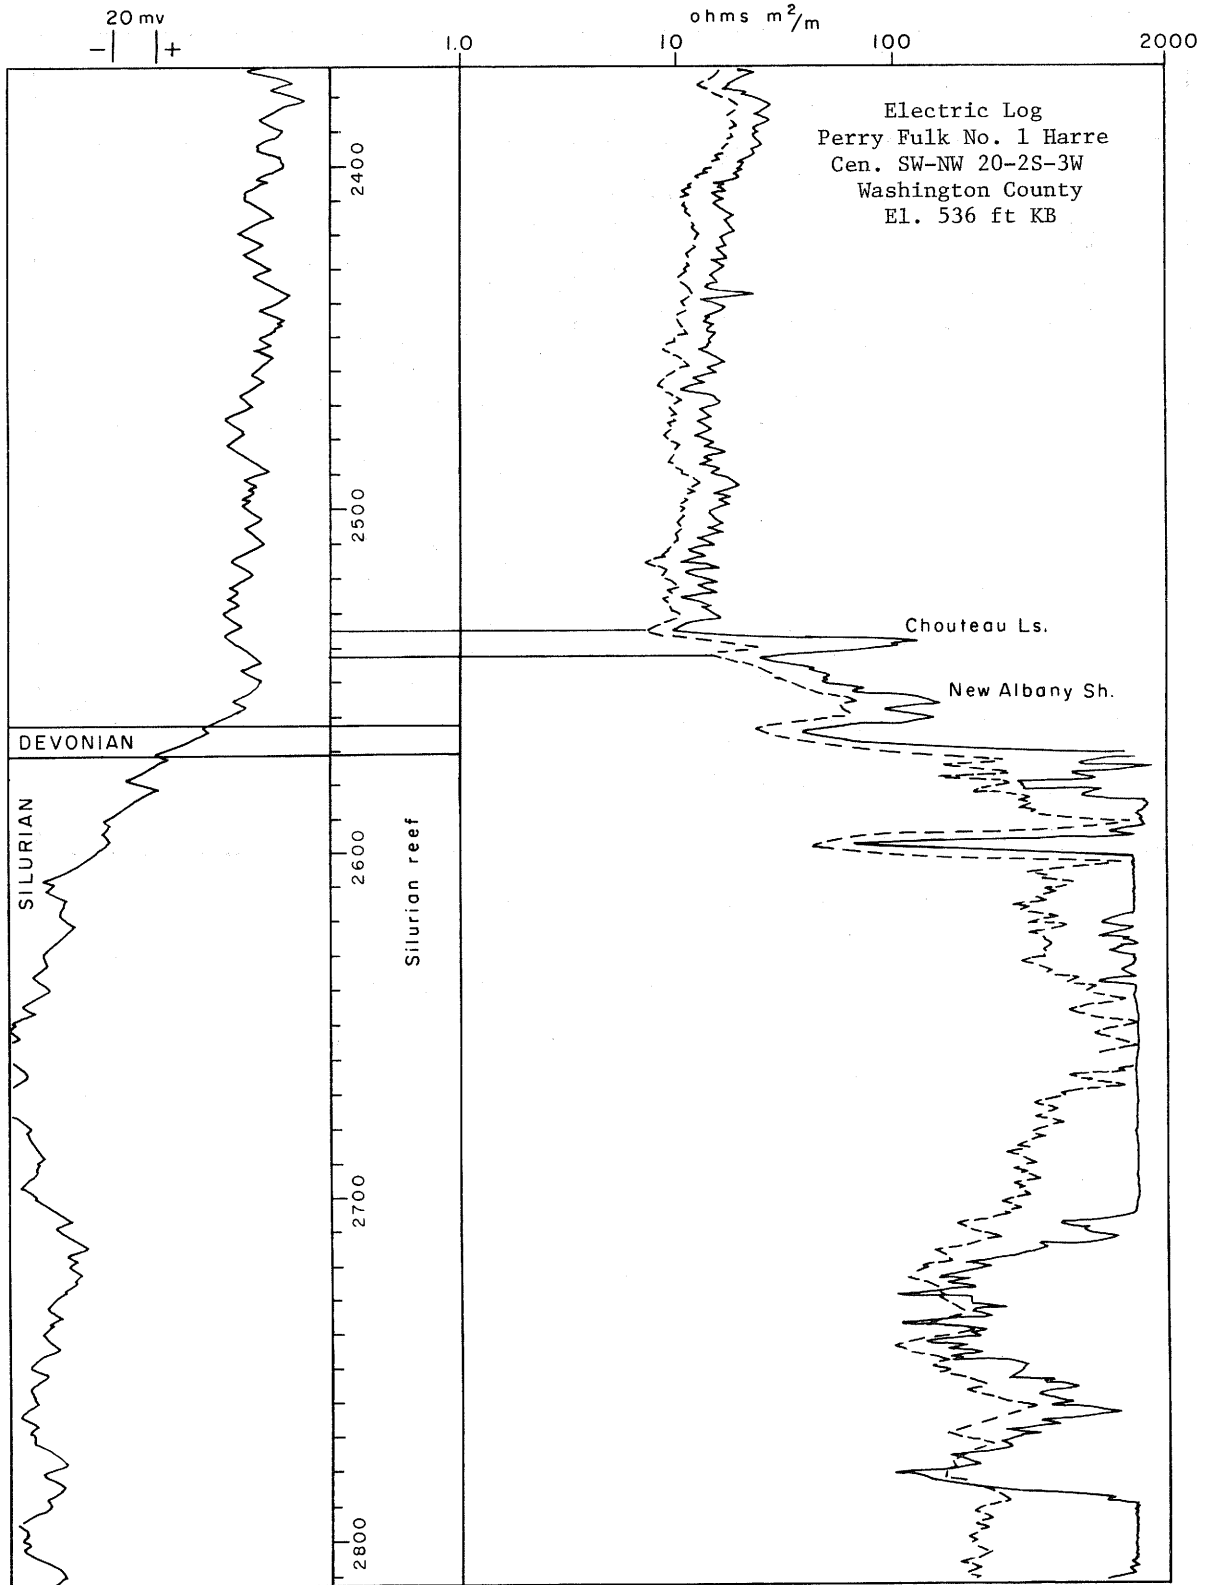 20 mv
- +
ohms m²/m
1.0 10 100 2000
Electric Log
Perry Fulk No. 1 Harre
Cen. SW-NW 20-2S-3W
Washington County
El. 536 ft KB
2400
2500
Chouteau Ls.
New Albany Sh.
DEVONIAN
SILURIAN
Silurian reef
2600
2700
2800